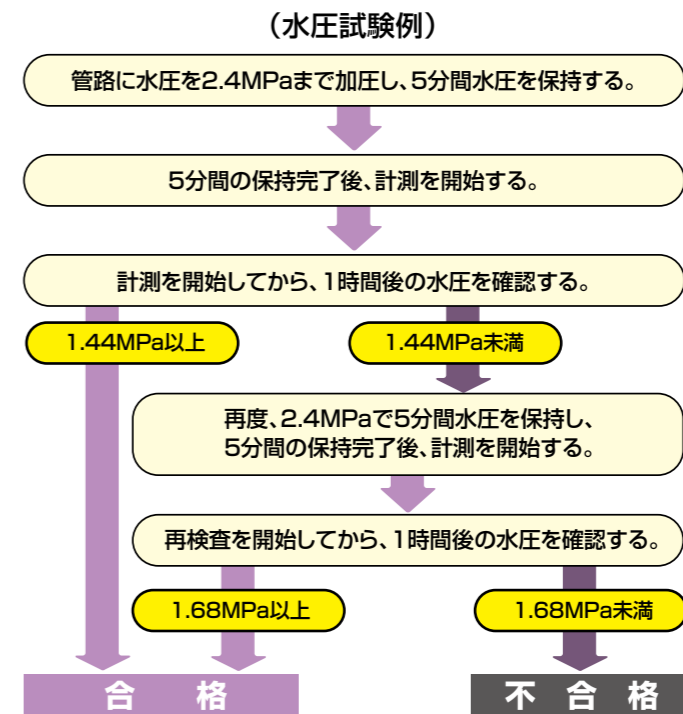 （水圧試験例）
管路に水圧を2.4MPaまで加圧し、5分間水圧を保持する。
5分間の保持完了後、計測を開始する。
計測を開始してから、1時間後の水圧を確認する。
1.44MPa以上
1.44MPa未満
再度、2.4MPaで5分間水圧を保持し、
5分間の保持完了後、計測を開始する。
再検査を開始してから、1時間後の水圧を確認する。
1.68MPa以上
1.68MPa未満
合　格
不　合　格